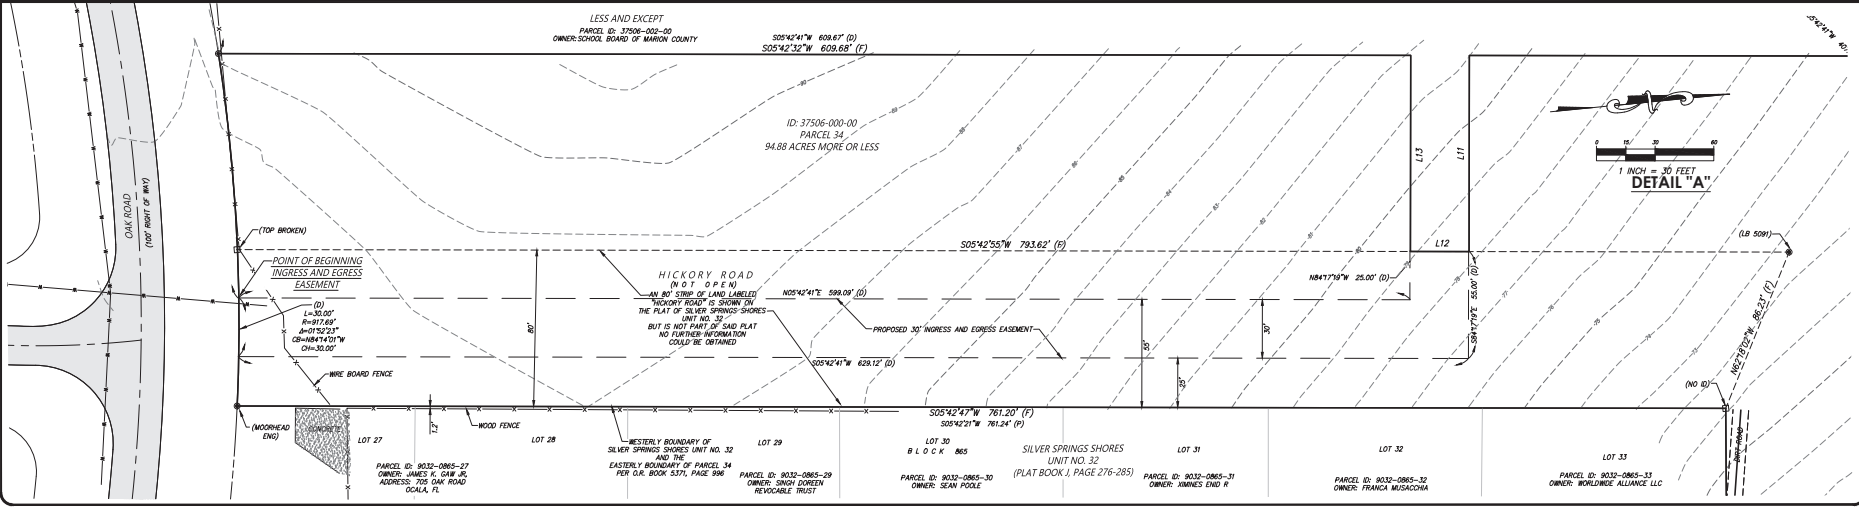 LESS AND EXCEPT
PARCEL ID: 37506-002-00
OWNER: SCHOOL BOARD OF MARION COUNTY
S05°42'41"W 609.67' (D)
S05°42'32"W 609.68' (F)
ID: 37506-000-00
PARCEL 34
94.88 ACRES MORE OR LESS
L13
L11
0 15 30 60
1 INCH = 30 FEET
DETAIL "A"
OAK ROAD
(100' RIGHT OF WAY)
(TOP BROKEN)
POINT OF BEGINNING
INGRESS AND EGRESS
EASEMENT
(D)
L=30.00'
R=917.69'
Δ=01°52'23"
CB=N84°14'01"W
CH=30.00'
WIRE BOARD FENCE
80'
HICKORY ROAD
(NOT OPEN)
AN 80' STRIP OF LAND LABELED
"HICKORY ROAD" IS SHOWN ON
THE PLAT OF SILVER SPRINGS SHORES
UNIT NO. 32
BUT IS NOT PART OF SAID PLAT
NO FURTHER INFORMATION
COULD BE OBTAINED
S05°42'55"W 793.62' (F)
N05°42'41"E 599.09' (D)
PROPOSED 30' INGRESS AND EGRESS EASEMENT
S05°42'41"W 629.12' (D)
55'
25'
30'
L12
N84°17'19"W 25.00' (D)
S84°17'19"E 55.00' (D)
(LB 5091)
N62°18'02"W 86.23' (F)
(NO ID)
DIRT ROAD
(MOORHEAD
ENG)
CONCRETE
1.2'
WOOD FENCE
S05°42'47"W 761.20' (F)
S05°42'21"W 761.24' (P)
LOT 27
PARCEL ID: 9032-0865-27
OWNER: JAMES K. GAW JR,
ADDRESS: 705 OAK ROAD
OCALA, FL
LOT 28
WESTERLY BOUNDARY OF
SILVER SPRINGS SHORES UNIT NO. 32
AND THE
EASTERLY BOUNDARY OF PARCEL 34
PER O.R. BOOK 5371, PAGE 996
LOT 29
PARCEL ID: 9032-0865-29
OWNER: SINGH DOREEN
REVOCABLE TRUST
LOT 30
BLOCK 865
PARCEL ID: 9032-0865-30
OWNER: SEAN POOLE
SILVER SPRINGS SHORES
UNIT NO. 32
(PLAT BOOK J, PAGE 276-285)
LOT 31
PARCEL ID: 9032-0865-31
OWNER: XIMINES ENID R
LOT 32
PARCEL ID: 9032-0865-32
OWNER: FRANCA MUSACCHIA
LOT 33
PARCEL ID: 9032-0865-33
OWNER: WORLDWIDE ALLIANCE LLC